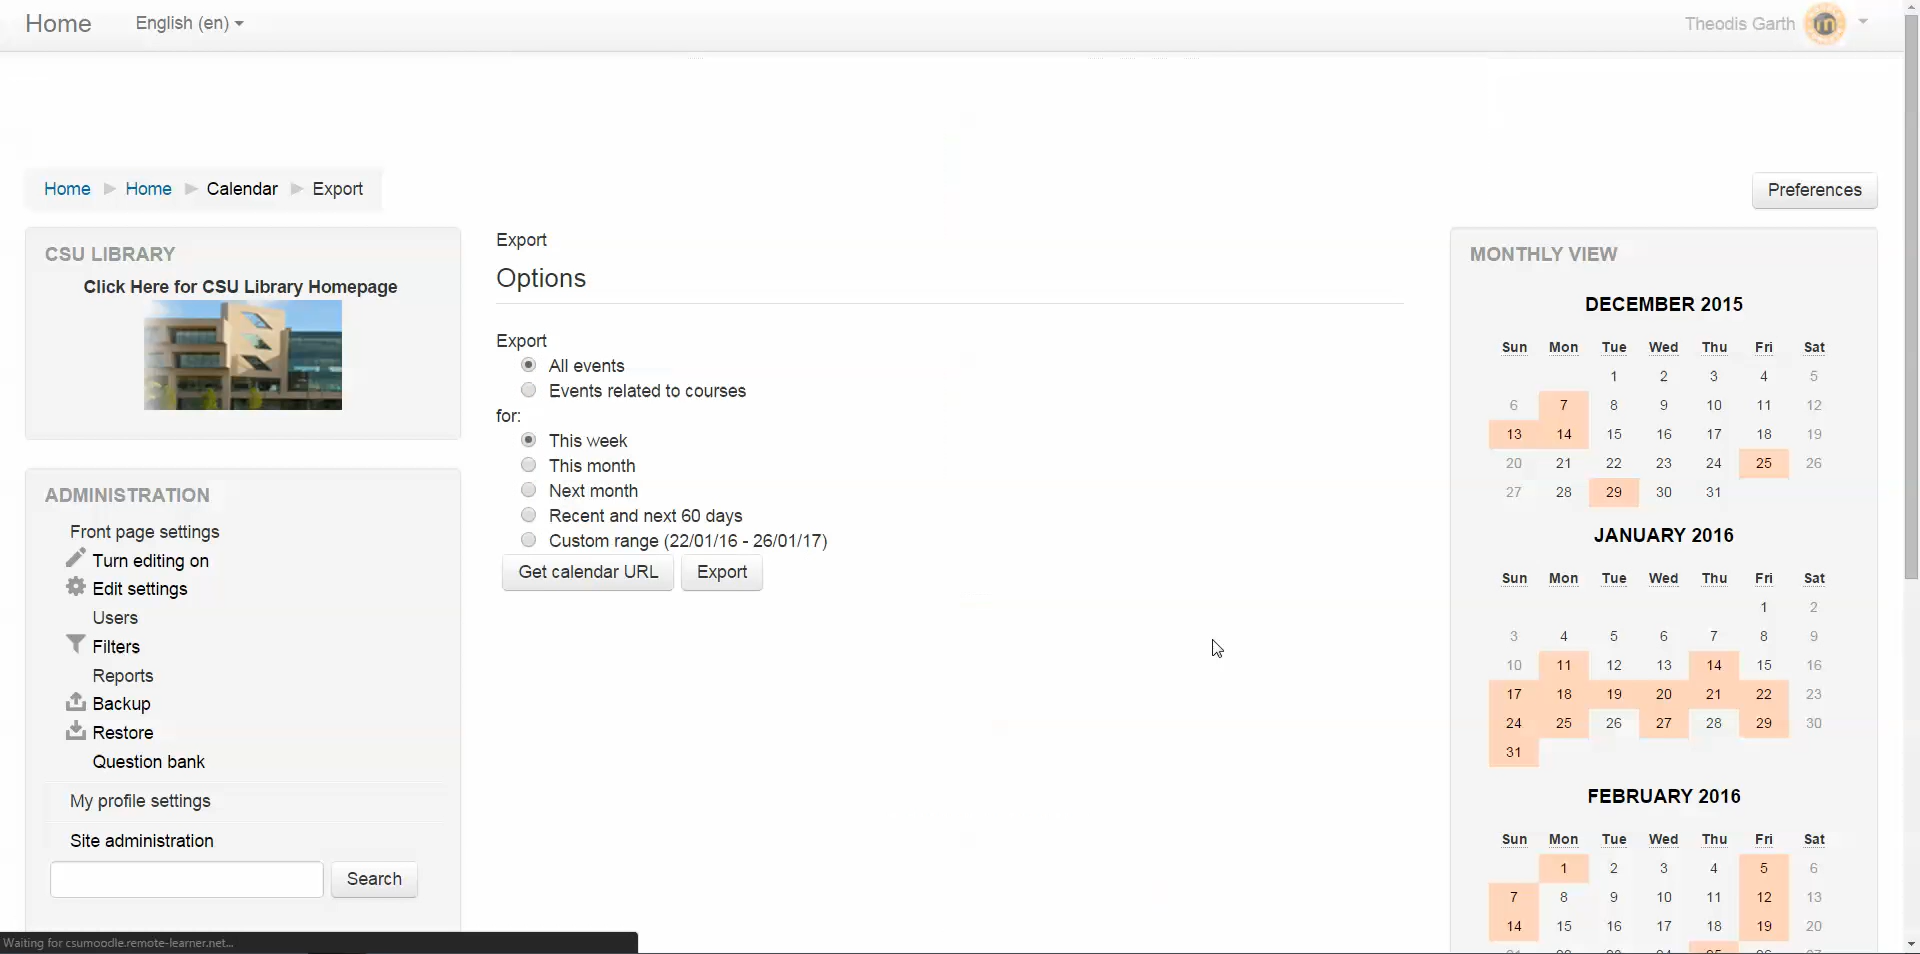 Home English (en) Theodis Garth
Home Home Calendar Export
Preferences
CSU LIBRARY
Click Here for CSU Library Homepage
ADMINISTRATION
Front page settings
Turn editing on
Edit settings
Users
Filters
Reports
Backup
Restore
Question bank
My profile settings
Site administration
Search
Export
Options
Export
All events
Events related to courses
for:
This week
This month
Next month
Recent and next 60 days
Custom range (22/01/16 - 26/01/17)
Get calendar URL Export
MONTHLY VIEW
DECEMBER 2015
Sun Mon Tue Wed Thu Fri Sat
1 2 3 4 5
6 7 8 9 10 11 12
13 14 15 16 17 18 19
20 21 22 23 24 25 26
27 28 29 30 31
JANUARY 2016
Sun Mon Tue Wed Thu Fri Sat
1 2
3 4 5 6 7 8 9
10 11 12 13 14 15 16
17 18 19 20 21 22 23
24 25 26 27 28 29 30
31
FEBRUARY 2016
Sun Mon Tue Wed Thu Fri Sat
1 2 3 4 5 6
7 8 9 10 11 12 13
14 15 16 17 18 19 20
Waiting for csumoodle.remote-learner.net...